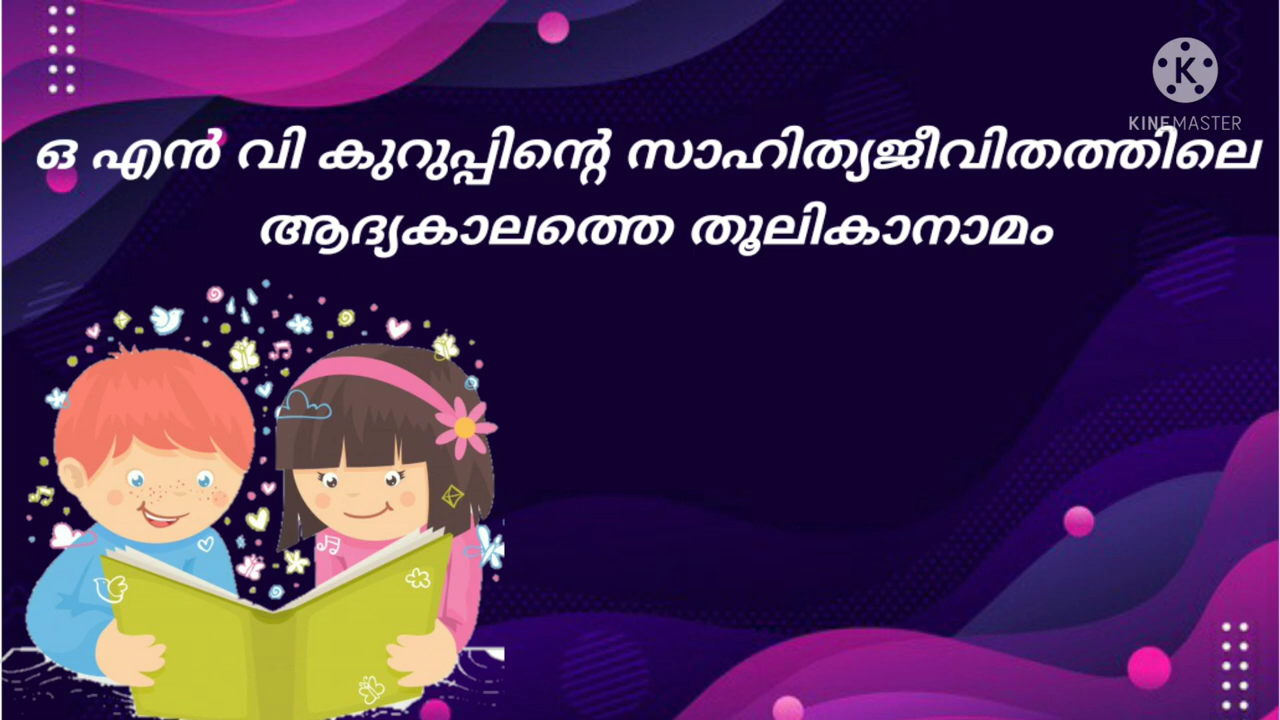 KINEMASTER
ഒ എൻ വി കുറുപ്പിന്റെ സാഹിത്യജീവിതത്തിലെ
ആദ്യകാലത്തെ തൂലികാനാമം